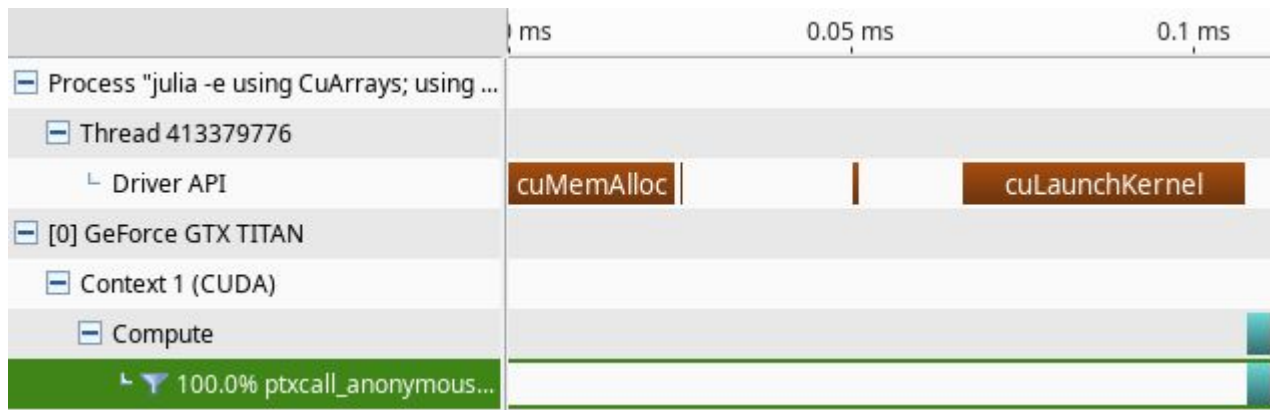 ms 0.05 ms 0.1 ms
Process "julia -e using CuArrays; using ...
Thread 413379776
Driver API cuMemAlloc cuLaunchKernel
[0] GeForce GTX TITAN
Context 1 (CUDA)
Compute
100.0% ptxcall_anonymous...